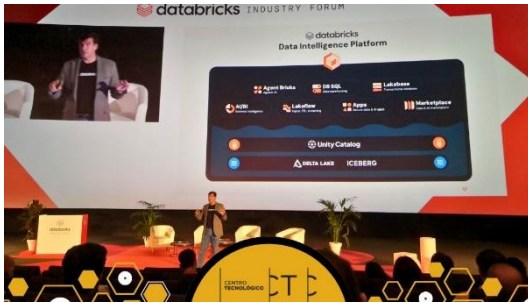 databricks INDUSTRY FORUM
databricks
Data Intelligence Platform
Agent Bricks
DB SQL
Lakebase
AI/BI
Lakeflow
Apps
Marketplace
Unity Catalog
DELTA LAKE ICEBERG
databricks
CENTRO
TECNOLÓGICO
CTIC